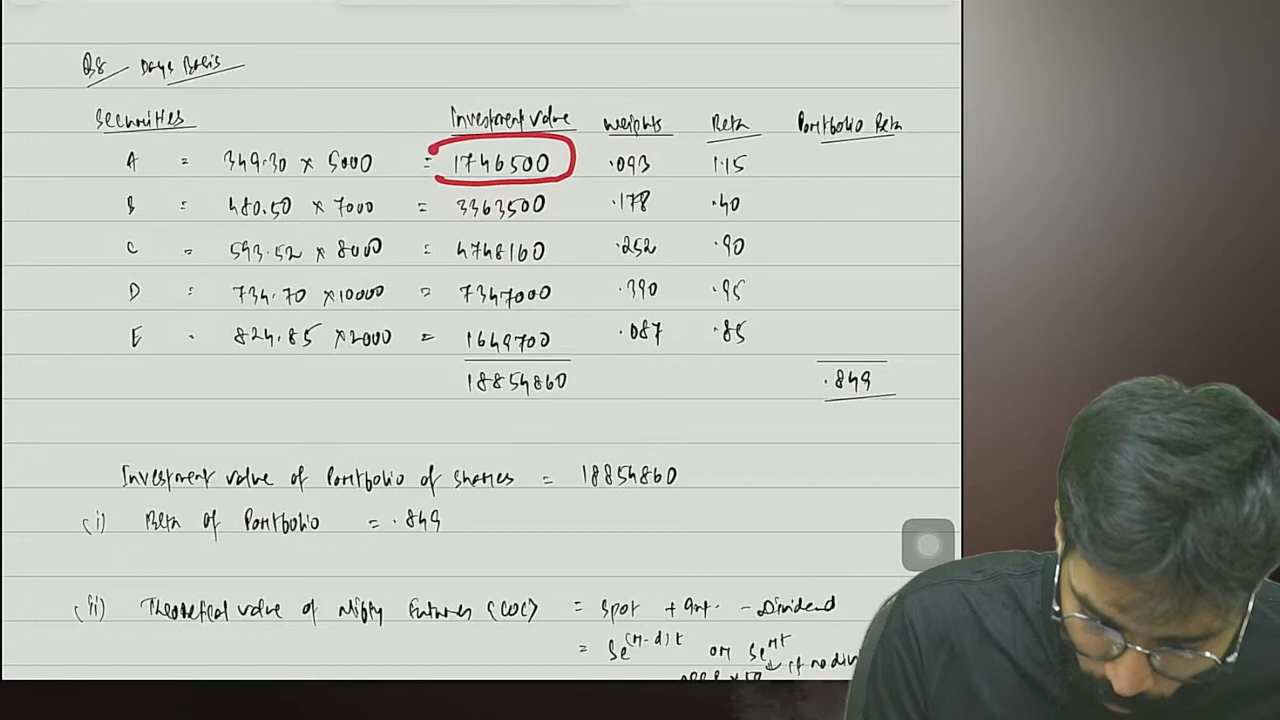 Q8 Days Basis
Securities Investment value Weights Beta Portfolio Beta
A = 349.30 × 5000 = 1746500 .093 1.15
B = 480.50 × 7000 = 3363500 .178 .40
C = 593.52 × 8000 = 4748160 .252 .90
D = 734.70 × 10000 = 7347000 .390 .95
E = 824.85 × 2000 = 1649700 .087 .85
18854860 .849
Investment value of Portfolio of shares = 18854860
(i) Beta of Portfolio = .849
(ii) Theoretical value of Nifty Futures (COC) = Spot + Int. - Dividend
= Se^(r-d)t or Se^rt
if no div